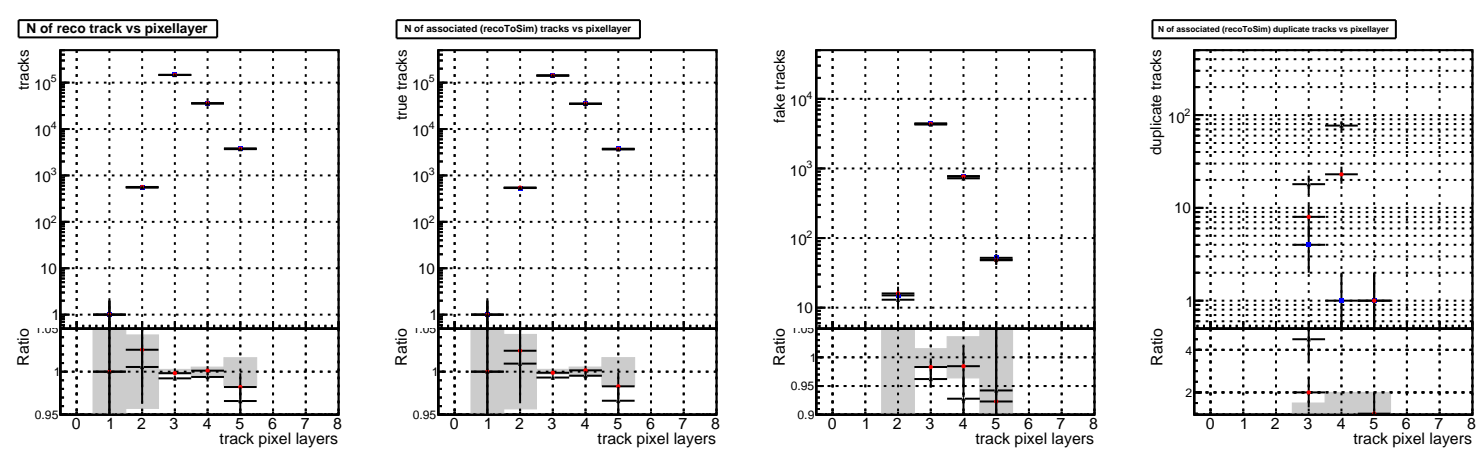 N of reco track vs pixellayer
tracks
10^5
10^4
10^3
10^2
10
1
Ratio
1.05
1
0.95
0 1 2 3 4 5 6 7 8
track pixel layers
N of associated (recoToSim) tracks vs pixellayer
true tracks
10^5
10^4
10^3
10^2
10
1
Ratio
1.05
1
0.95
0 1 2 3 4 5 6 7 8
track pixel layers
fake tracks
10^4
10^3
10^2
10
Ratio
1.05
1
0.95
0.9
0 1 2 3 4 5 6 7 8
track pixel layers
N of associated (recoToSim) duplicate tracks vs pixellayer
duplicate tracks
10^2
10
1
Ratio
4
2
0 1 2 3 4 5 6 7 8
track pixel layers